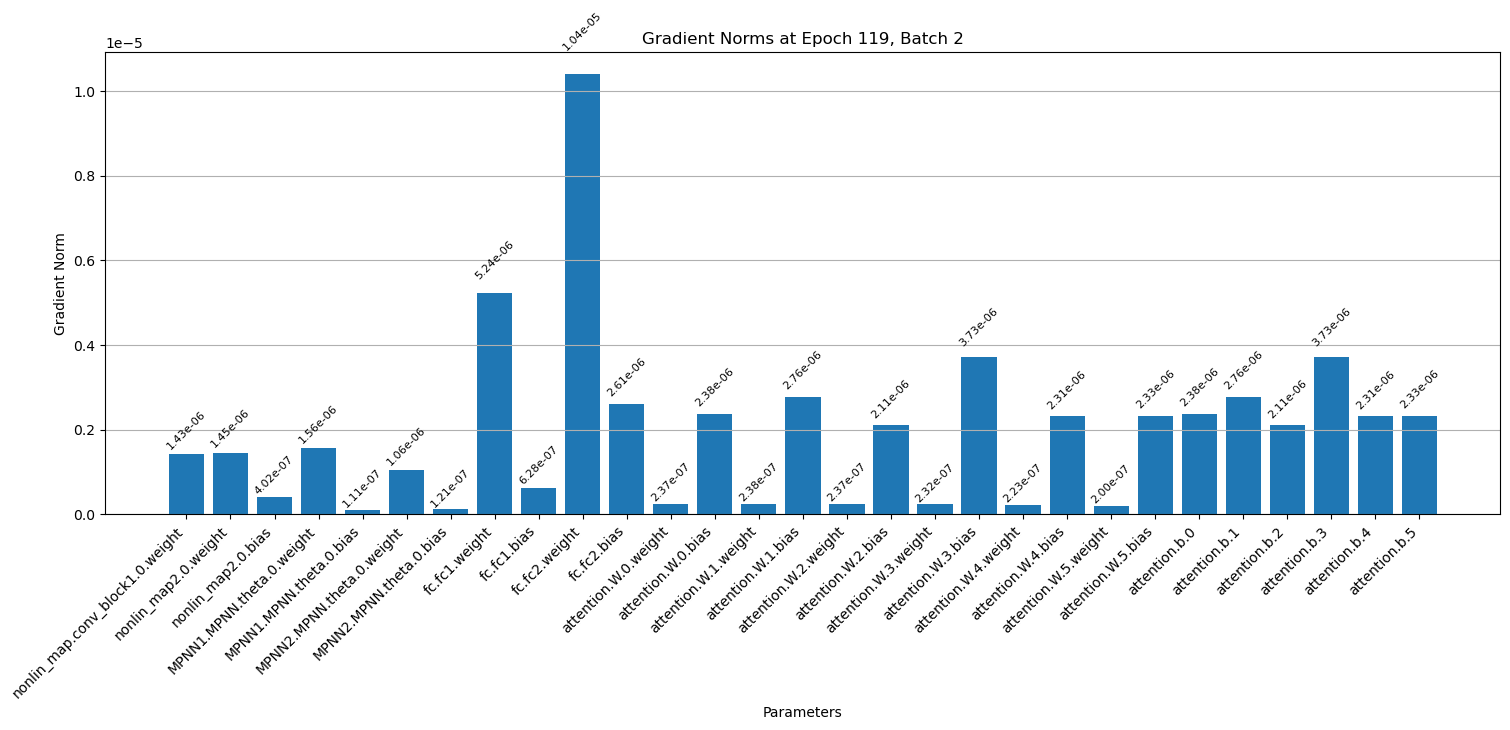 Gradient Norms at Epoch 119, Batch 2
1e−5
1.0
0.8
0.6
0.4
0.2
0.0
Gradient Norm
1.43e-06
1.45e-06
4.02e-07
1.56e-06
1.11e-07
1.06e-06
1.21e-07
5.24e-06
6.28e-07
1.04e-05
2.61e-06
2.37e-07
2.38e-06
2.38e-07
2.76e-06
2.37e-07
2.11e-06
2.32e-07
3.73e-06
2.23e-07
2.31e-06
2.00e-07
2.33e-06
2.38e-06
2.76e-06
2.11e-06
3.73e-06
2.31e-06
2.33e-06
nonlin_map.conv_block1.0.weight
nonlin_map2.0.weight
nonlin_map2.0.bias
MPNN1.MPNN.theta.0.weight
MPNN1.MPNN.theta.0.bias
MPNN2.MPNN.theta.0.weight
MPNN2.MPNN.theta.0.bias
fc.fc1.weight
fc.fc1.bias
fc.fc2.weight
fc.fc2.bias
attention.W.0.weight
attention.W.0.bias
attention.W.1.weight
attention.W.1.bias
attention.W.2.weight
attention.W.2.bias
attention.W.3.weight
attention.W.3.bias
attention.W.4.weight
attention.W.4.bias
attention.W.5.weight
attention.W.5.bias
attention.b.0
attention.b.1
attention.b.2
attention.b.3
attention.b.4
attention.b.5
Parameters